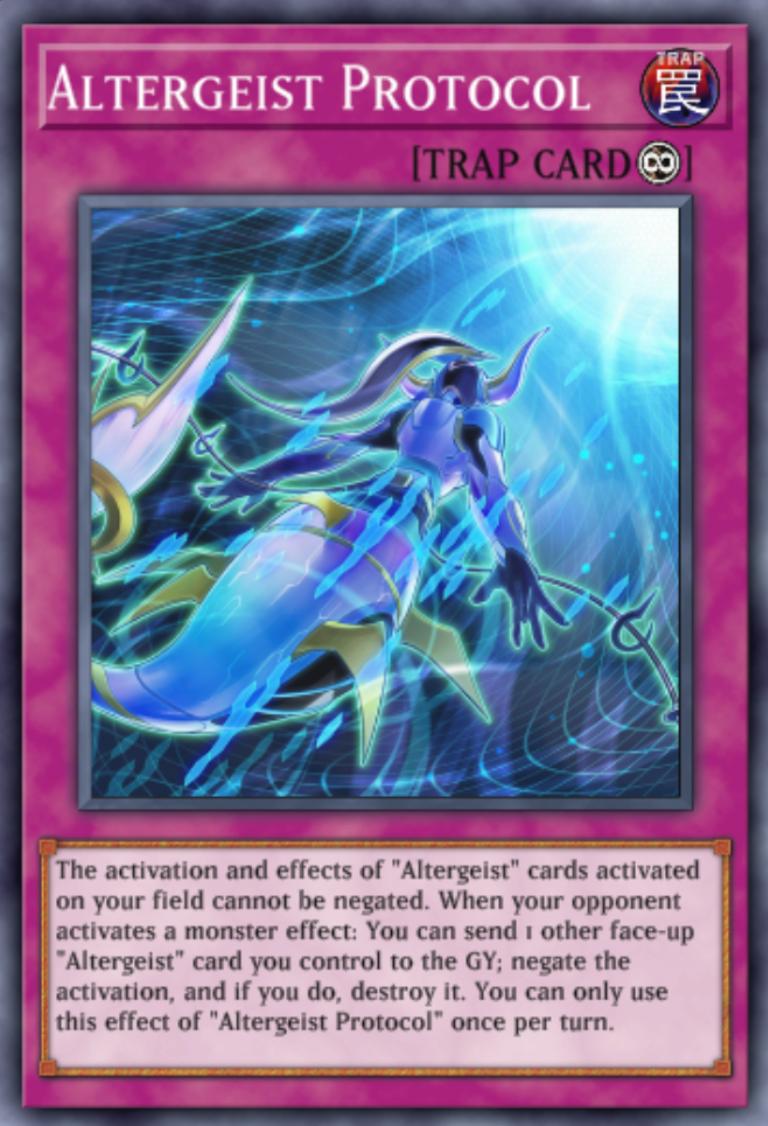 Altergeist Protocol
TRAP
罠
[TRAP CARD]
The activation and effects of "Altergeist" cards activated
on your field cannot be negated. When your opponent
activates a monster effect: You can send 1 other face-up
"Altergeist" card you control to the GY; negate the
activation, and if you do, destroy it. You can only use
this effect of "Altergeist Protocol" once per turn.